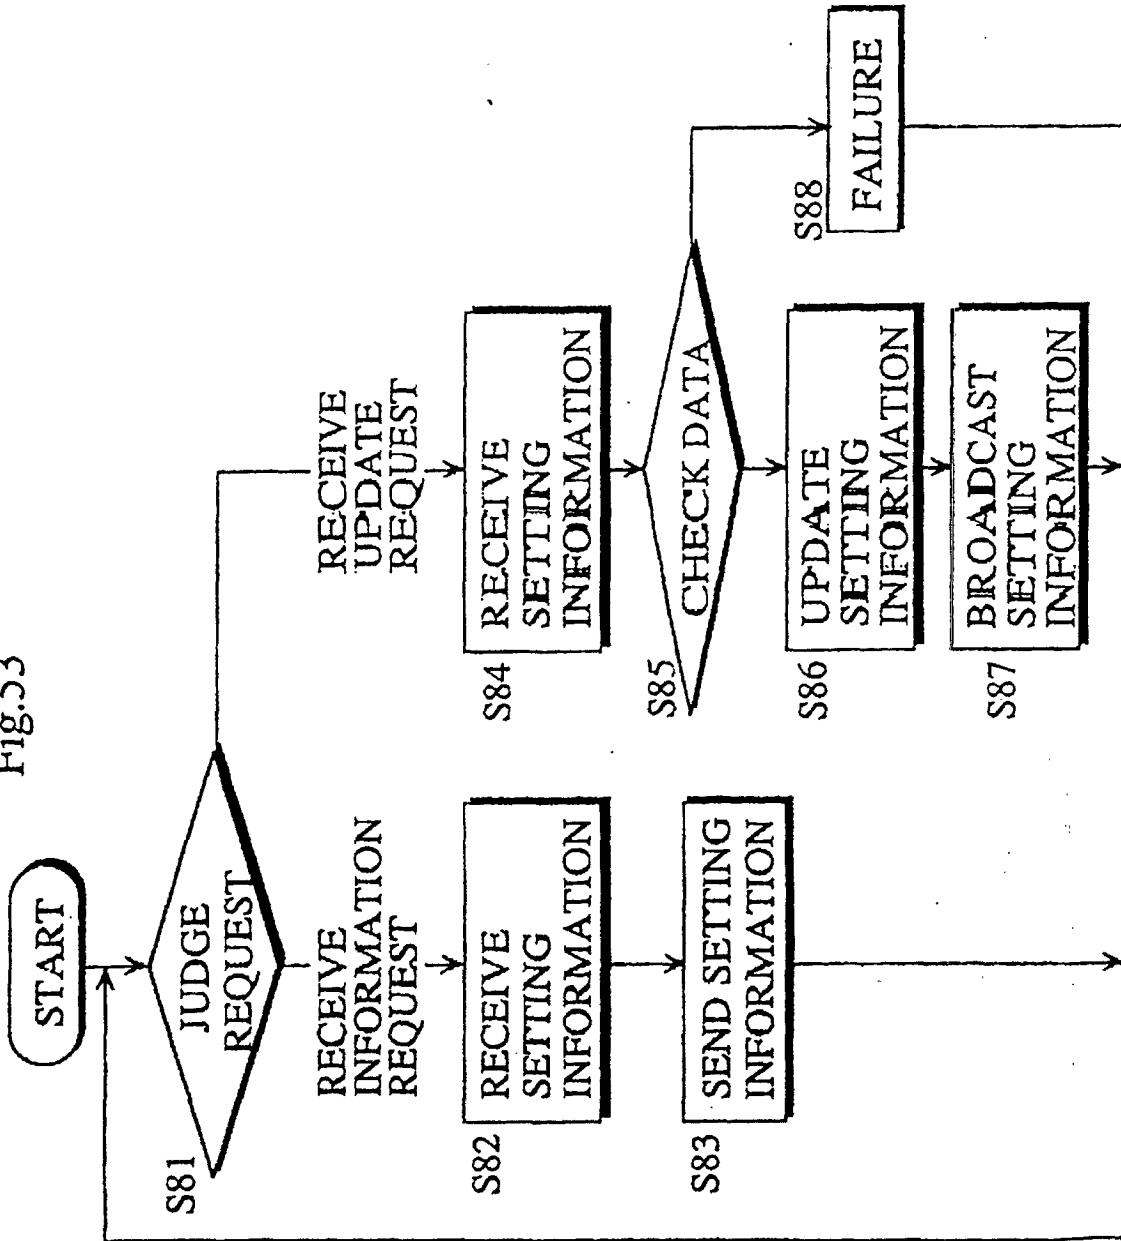 Fig.53
START
S81
JUDGE
REQUEST
RECEIVE
INFORMATION
REQUEST
RECEIVE
UPDATE
REQUEST
S82
RECEIVE
SETTING
INFORMATION
S83
SEND SETTING
INFORMATION
S84
RECEIVE
SETTING
INFORMATION
S85
CHECK DATA
S86
UPDATE
SETTING
INFORMATION
S87
BROADCAST
SETTING
INFORMATION
S88
FAILURE